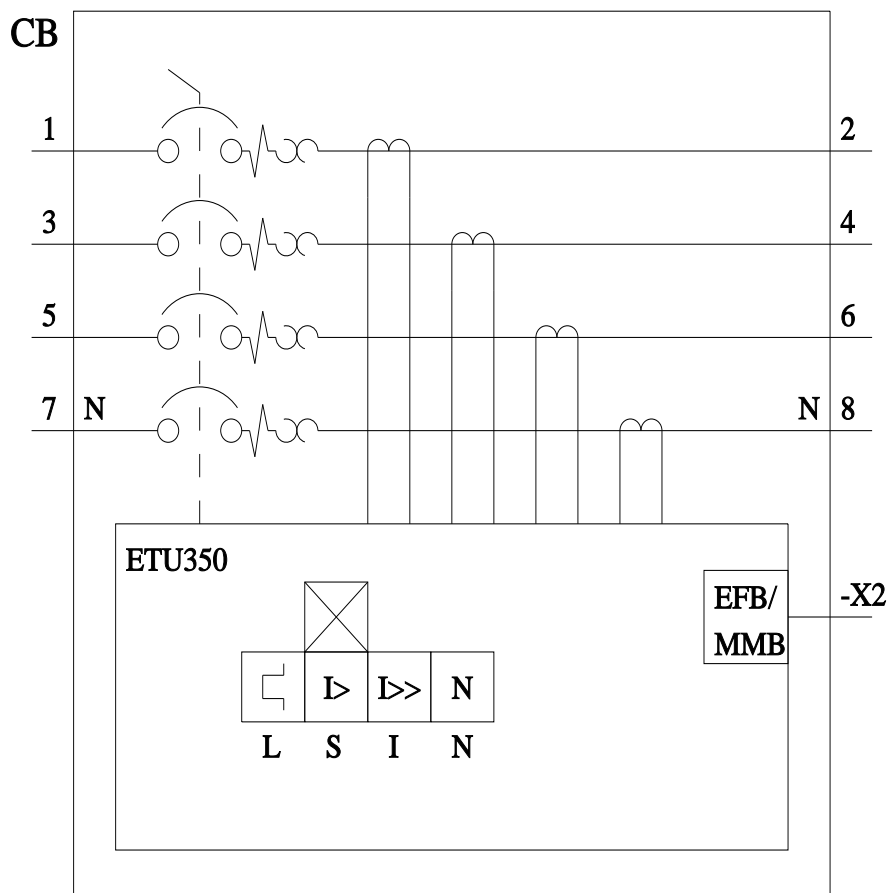 CB
1 2
3 4
5 6
7 N N 8
ETU350
EFB/
MMB
-X2
I> I>> N
L S I N